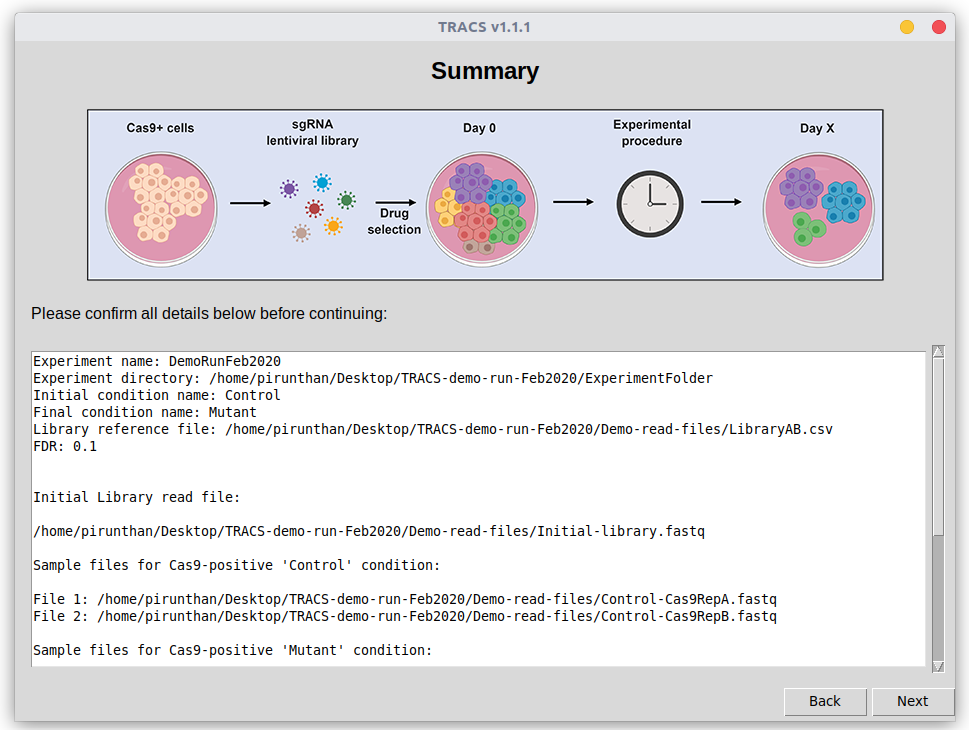 TRACS v1.1.1
Summary
Cas9+ cells
sgRNA
lentiviral library
Day 0
Experimental
procedure
Day X
Drug
selection
Please confirm all details below before continuing:
Experiment name: DemoRunFeb2020
Experiment directory: /home/pirunthan/Desktop/TRACS-demo-run-Feb2020/ExperimentFolder
Initial condition name: Control
Final condition name: Mutant
Library reference file: /home/pirunthan/Desktop/TRACS-demo-run-Feb2020/Demo-read-files/LibraryAB.csv
FDR: 0.1
Initial Library read file:
/home/pirunthan/Desktop/TRACS-demo-run-Feb2020/Demo-read-files/Initial-library.fastq
Sample files for Cas9-positive 'Control' condition:
File 1: /home/pirunthan/Desktop/TRACS-demo-run-Feb2020/Demo-read-files/Control-Cas9RepA.fastq
File 2: /home/pirunthan/Desktop/TRACS-demo-run-Feb2020/Demo-read-files/Control-Cas9RepB.fastq
Sample files for Cas9-positive 'Mutant' condition:
Back
Next